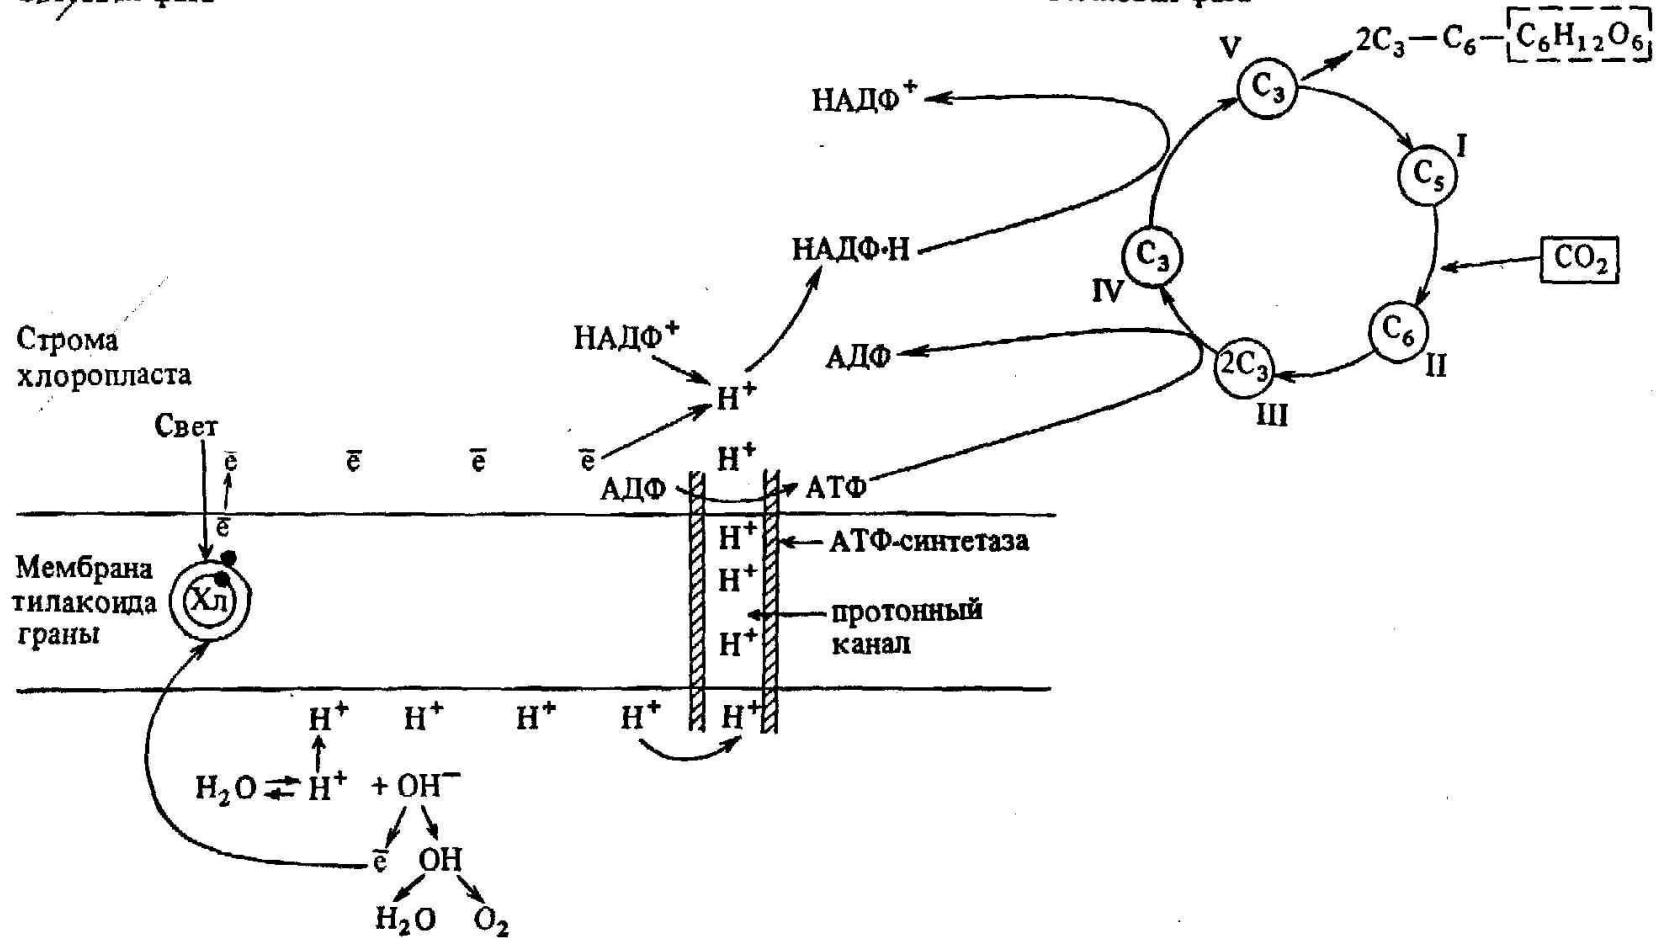 V
2C₃—C₆—C₆H₁₂O₆
C₃
НАДФ⁺
I
C₅
НАДФ·Н
C₃
CO₂
IV
Строма
хлоропласта
НАДФ⁺
АДФ
C₆
2C₃
II
H⁺
III
Свет
e̅ e̅ e̅ e̅ H⁺
АДФ АТФ
e̅
H⁺ АТФ-синтетаза
Мембрана
тилакоида
граны
Хл
H⁺
протонный
канал
H⁺
H⁺ H⁺ H⁺ H⁺ H⁺
H₂O ⇌ H⁺ + OH⁻
e̅ OH
H₂O O₂